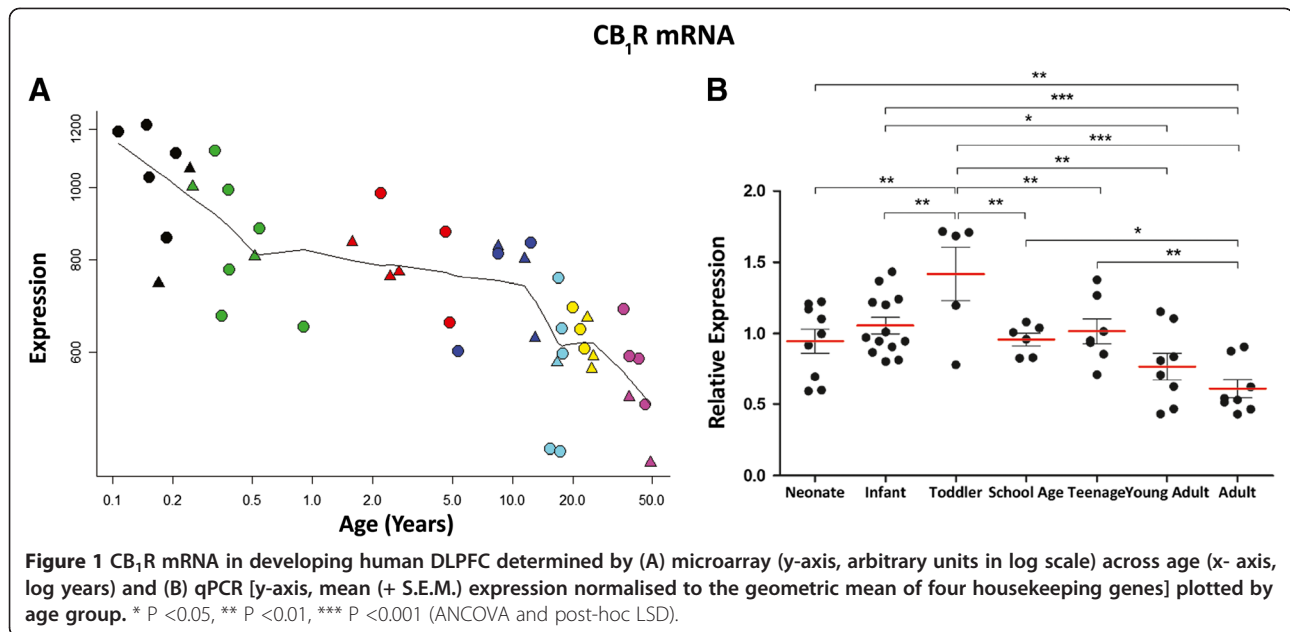 CB₁R mRNA
A
Expression
1200
1000
800
600
0.1 0.2 0.5 1.0 2.0 5.0 10.0 20.0 50.0
Age (Years)
B
**
***
*
***
**
** **
** **
*
**
Relative Expression
2.0
1.5
1.0
0.5
0.0
Neonate Infant Toddler School Age Teenage Young Adult Adult
Figure 1 CB₁R mRNA in developing human DLPFC determined by (A) microarray (y-axis, arbitrary units in log scale) across age (x- axis,
log years) and (B) qPCR [y-axis, mean (+ S.E.M.) expression normalised to the geometric mean of four housekeeping genes] plotted by
age group. * P <0.05, ** P <0.01, *** P <0.001 (ANCOVA and post-hoc LSD).